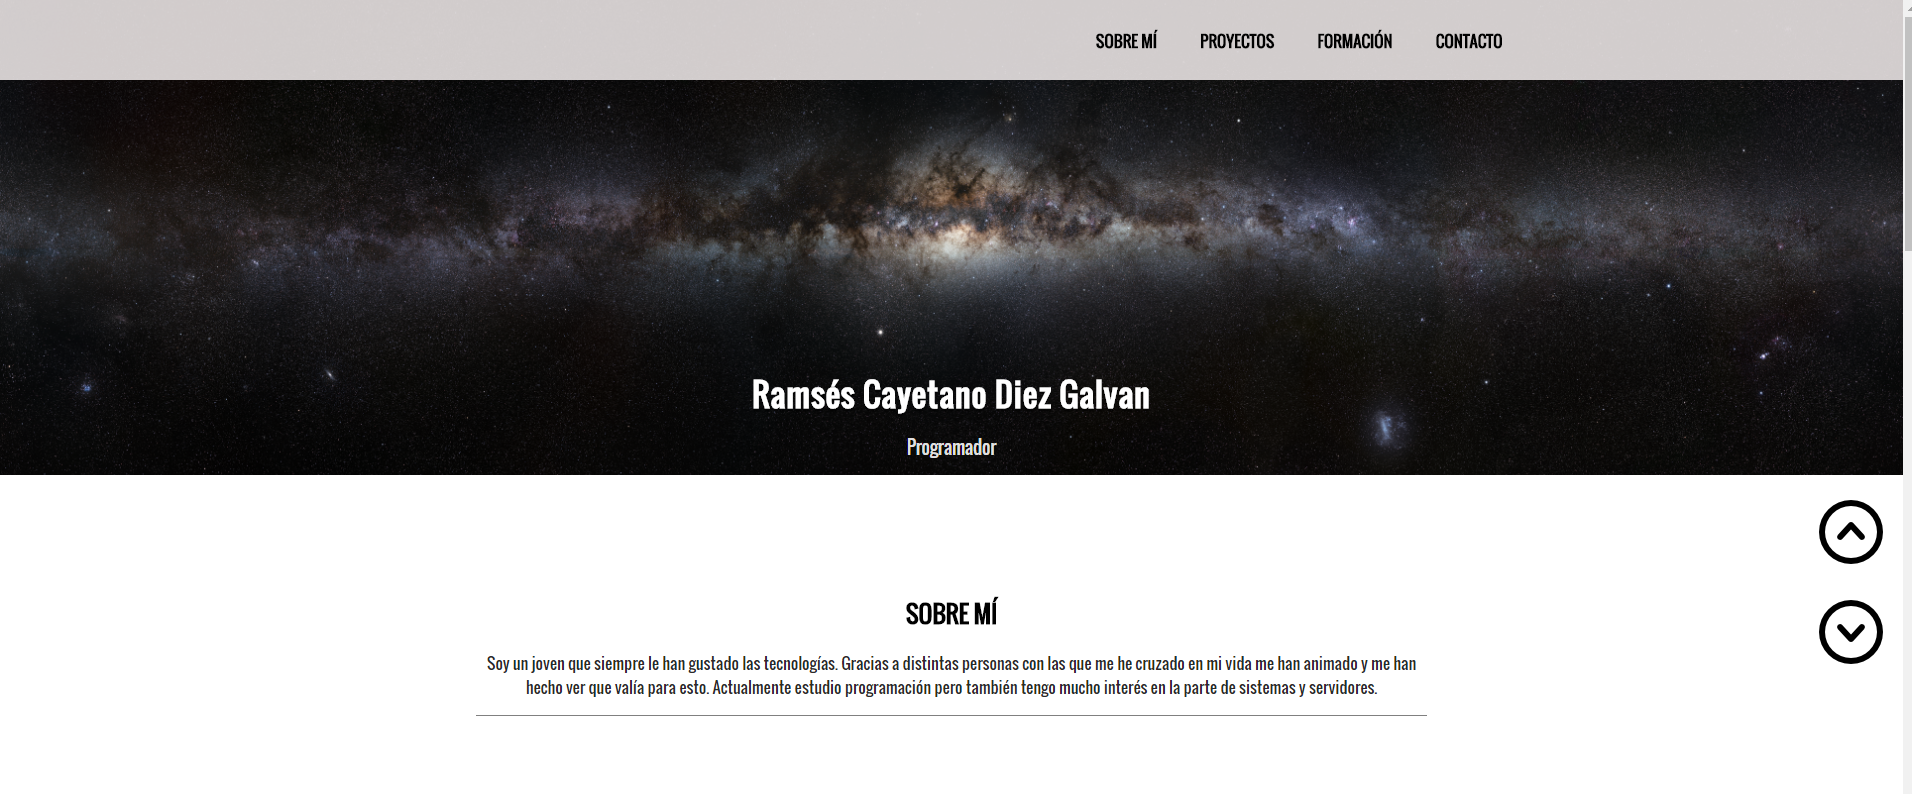 SOBRE MÍ PROYECTOS FORMACIÓN CONTACTO
Ramsés Cayetano Diez Galvan
Programador
SOBRE MÍ
Soy un joven que siempre le han gustado las tecnologías. Gracias a distintas personas con las que me he cruzado en mi vida me han animado y me han
hecho ver que valía para esto. Actualmente estudio programación pero también tengo mucho interés en la parte de sistemas y servidores.